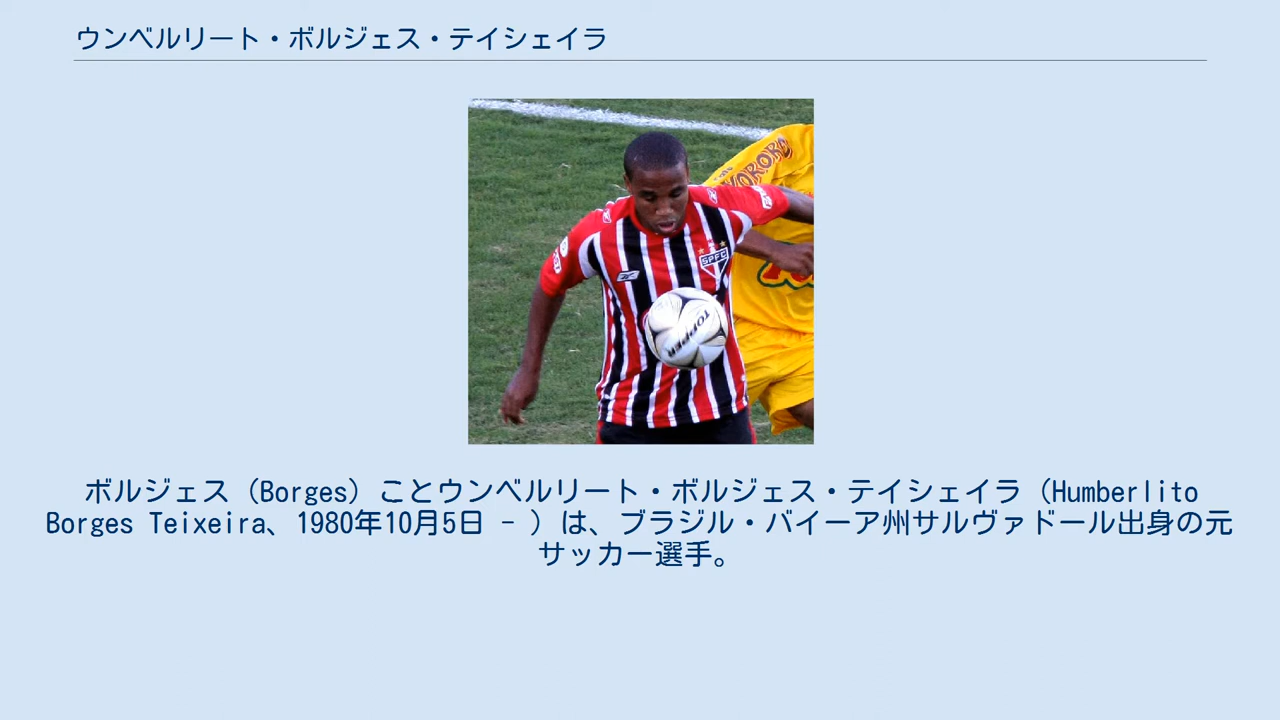 ウンベルリート・ボルジェス・テイシェイラ
SPFC
TOPPER
ボルジェス（Borges）ことウンベルリート・ボルジェス・テイシェイラ（Humberlito
Borges Teixeira、1980年10月5日 - ）は、ブラジル・バイーア州サルヴァドール出身の元
サッカー選手。